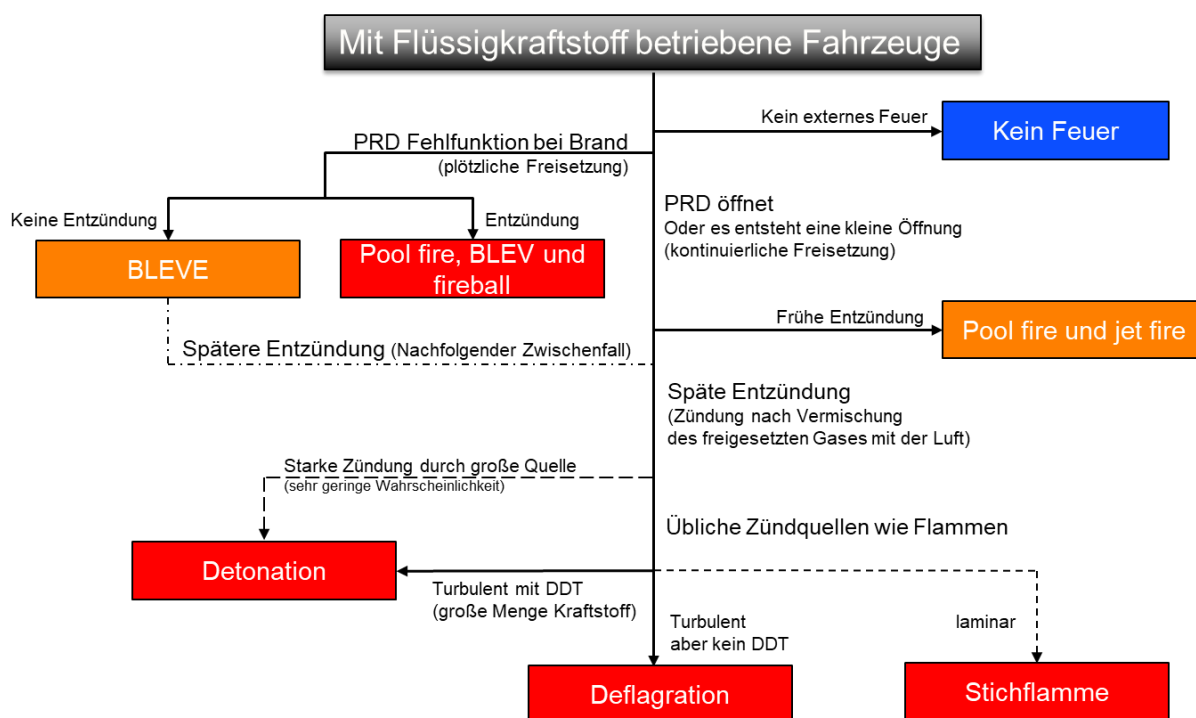 Mit Flüssigkraftstoff betriebene Fahrzeuge
Kein externes Feuer
Kein Feuer
PRD Fehlfunktion bei Brand
(plötzliche Freisetzung)
PRD öffnet
Oder es entsteht eine kleine Öffnung
(kontinuierliche Freisetzung)
Keine Entzündung
Entzündung
BLEVE
Pool fire, BLEV und
fireball
Frühe Entzündung
Pool fire und jet fire
Spätere Entzündung (Nachfolgender Zwischenfall)
Späte Entzündung
(Zündung nach Vermischung
des freigesetzten Gases mit der Luft)
Starke Zündung durch große Quelle
(sehr geringe Wahrscheinlichkeit)
Übliche Zündquellen wie Flammen
Detonation
Turbulent mit DDT
(große Menge Kraftstoff)
Turbulent
aber kein DDT
laminar
Deflagration
Stichflamme